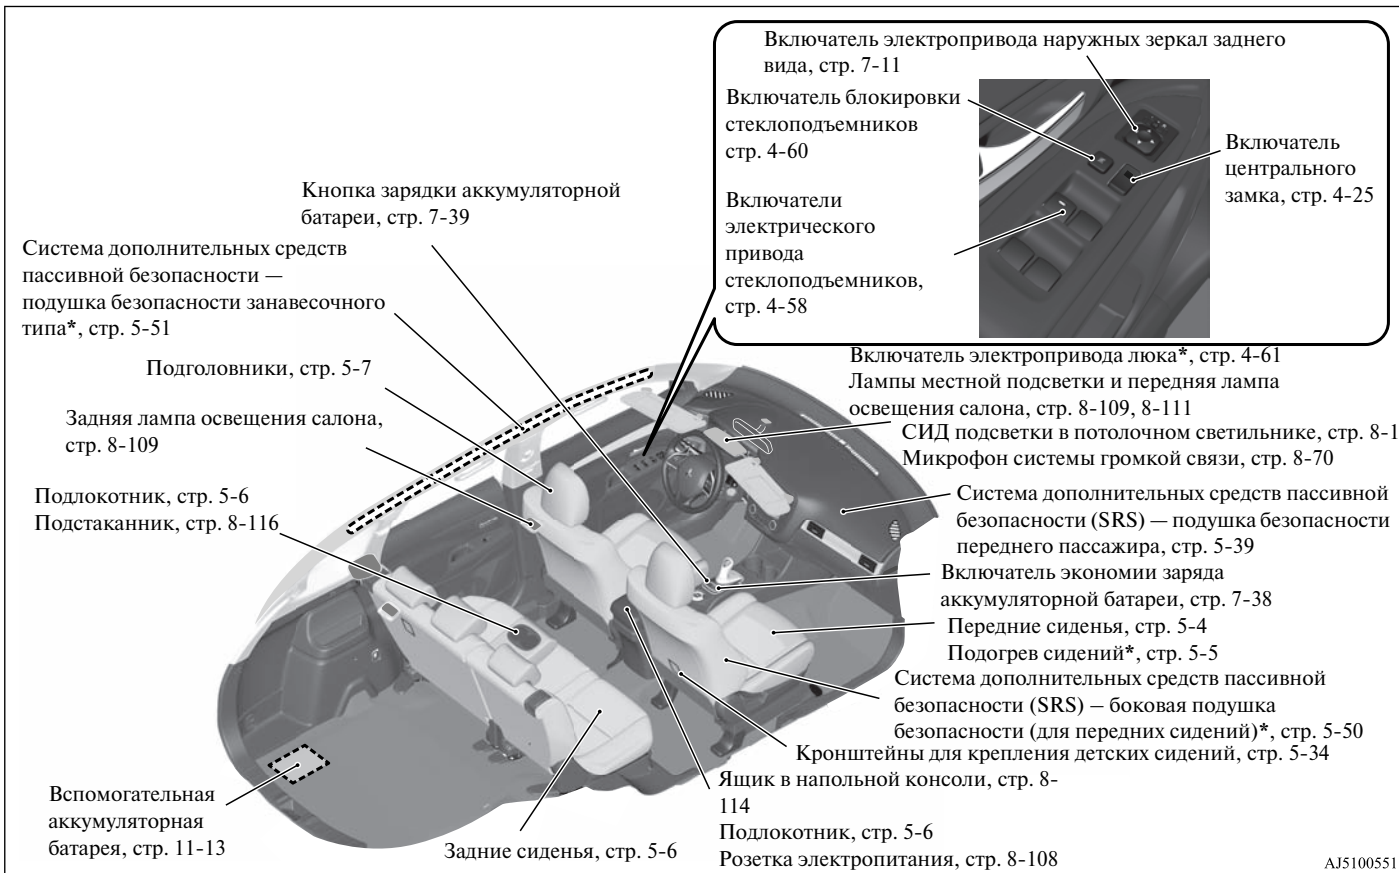 Включатель электропривода наружных зеркал заднего
вида, стр. 7-11
Включатель блокировки
стеклоподъемников
стр. 4-60
Включатель
центрального
замка, стр. 4-25
Включатели
электрического
привода
стеклоподъемников,
стр. 4-58
Кнопка зарядки аккумуляторной
батареи, стр. 7-39
Система дополнительных средств
пассивной безопасности —
подушка безопасности занавесочного
типа*, стр. 5-51
Подголовники, стр. 5-7
Задняя лампа освещения салона,
стр. 8-109
Подлокотник, стр. 5-6
Подстаканник, стр. 8-116
Включатель электропривода люка*, стр. 4-61
Лампы местной подсветки и передняя лампа
освещения салона, стр. 8-109, 8-111
СИД подсветки в потолочном светильнике, стр. 8-1
Микрофон системы громкой связи, стр. 8-70
Система дополнительных средств пассивной
безопасности (SRS) — подушка безопасности
переднего пассажира, стр. 5-39
Включатель экономии заряда
аккумуляторной батареи, стр. 7-38
Передние сиденья, стр. 5-4
Подогрев сидений*, стр. 5-5
Система дополнительных средств пассивной
безопасности (SRS) — боковая подушка
безопасности (для передних сидений)*, стр. 5-50
Кронштейны для крепления детских сидений, стр. 5-34
Ящик в напольной консоли, стр. 8-
114
Подлокотник, стр. 5-6
Розетка электропитания, стр. 8-108
Задние сиденья, стр. 5-6
Вспомогательная
аккумуляторная
батарея, стр. 11-13
AJ5100551